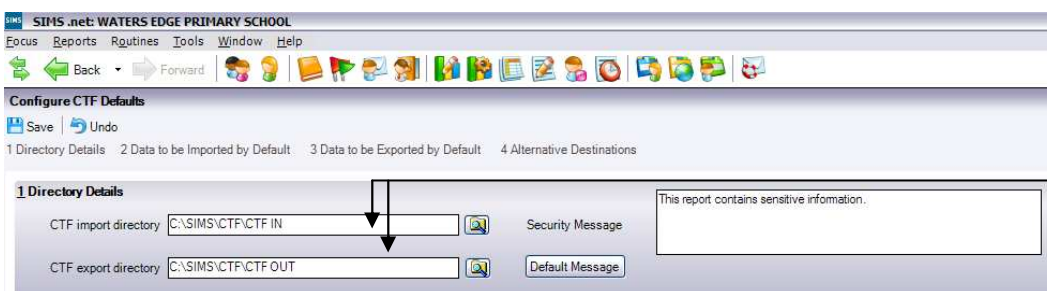 SIMS SIMS .net: WATERS EDGE PRIMARY SCHOOL
Focus Reports Routines Tools Window Help
Back Forward
Configure CTF Defaults
Save Undo
1 Directory Details 2 Data to be Imported by Default 3 Data to be Exported by Default 4 Alternative Destinations
1 Directory Details
CTF import directory C:\SIMS\CTF\CTF IN Security Message This report contains sensitive information.
CTF export directory C:\SIMS\CTF\CTF OUT Default Message